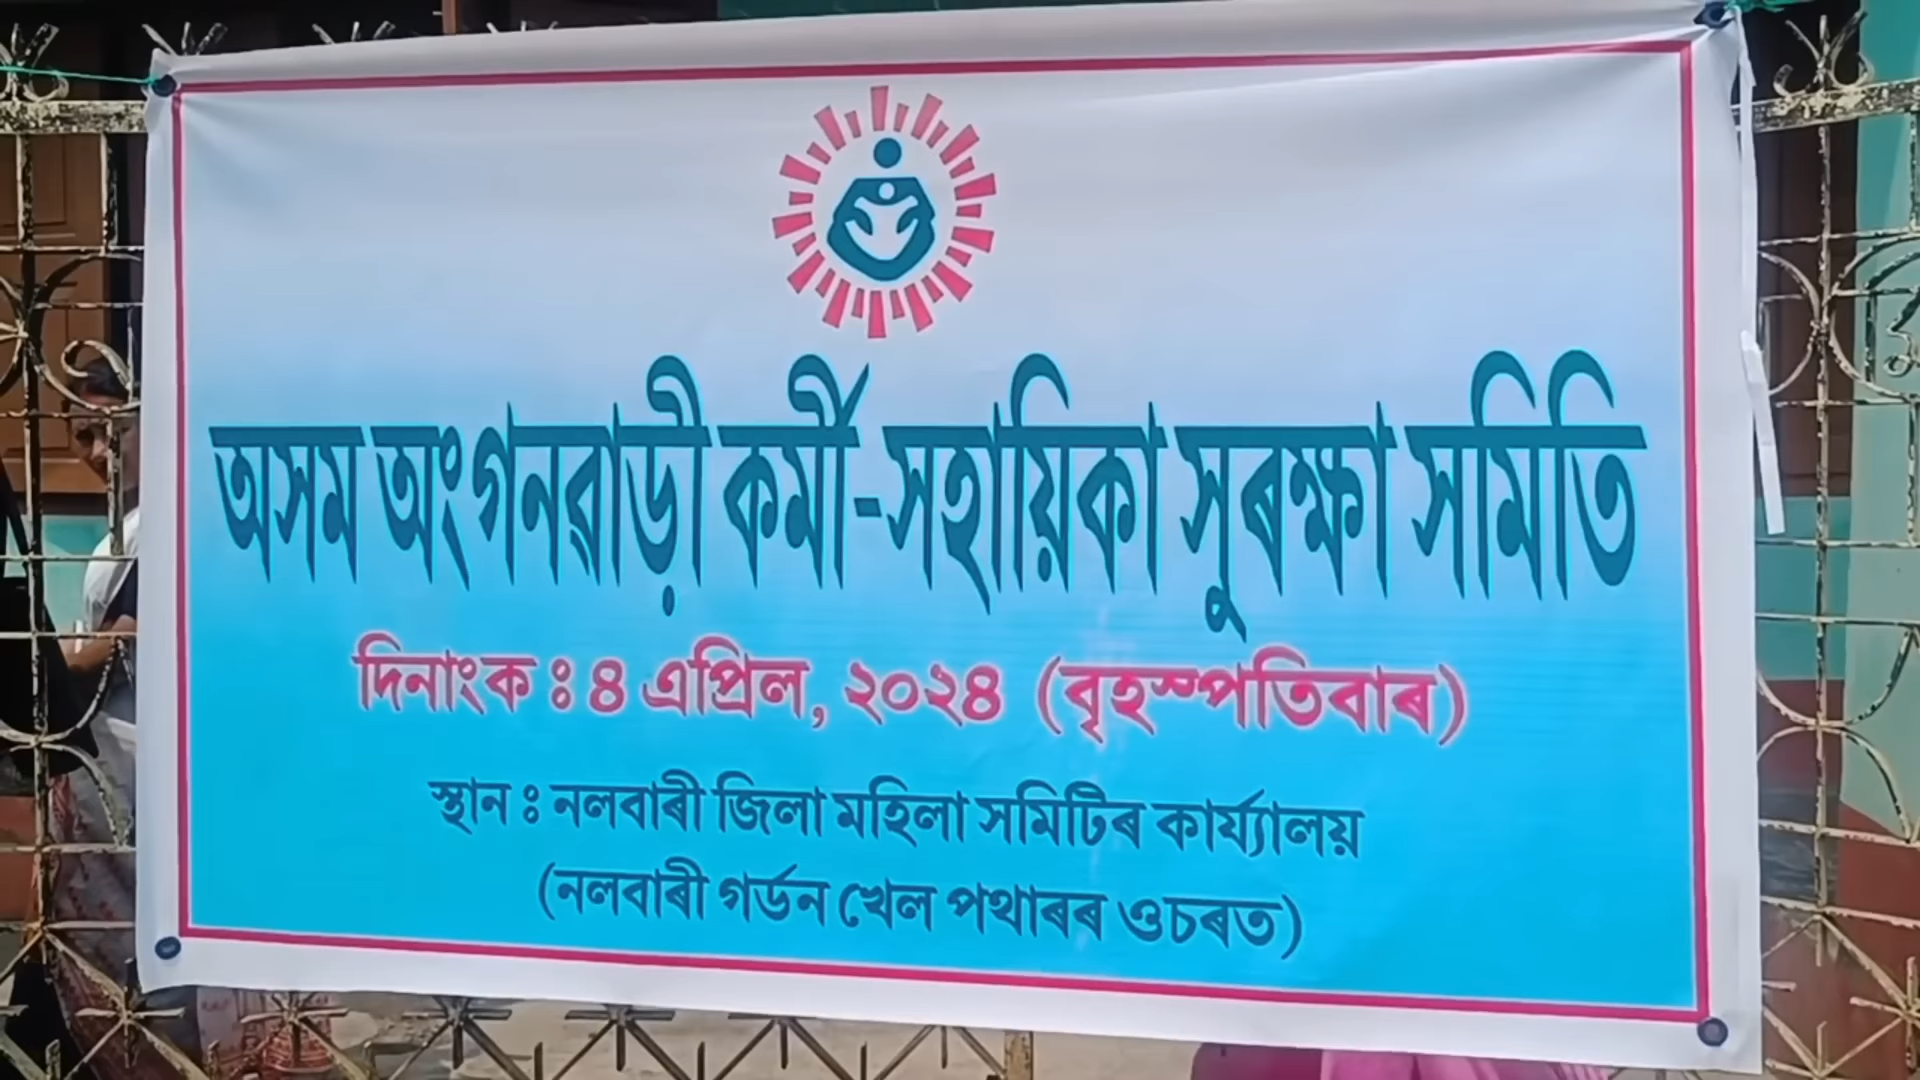 অসম অংগনৱাড়ী কৰ্মী-সহায়িকা সুৰক্ষা সমিতি
দিনাংক ঃ ৪ এপ্ৰিল, ২০২৪ (বৃহস্পতিবাৰ)
স্থান ঃ নলবাৰী জিলা মহিলা সমিটিৰ কাৰ্য্যালয়
(নলবাৰী গৰ্ডন খেল পথাৰৰ ওচৰত)